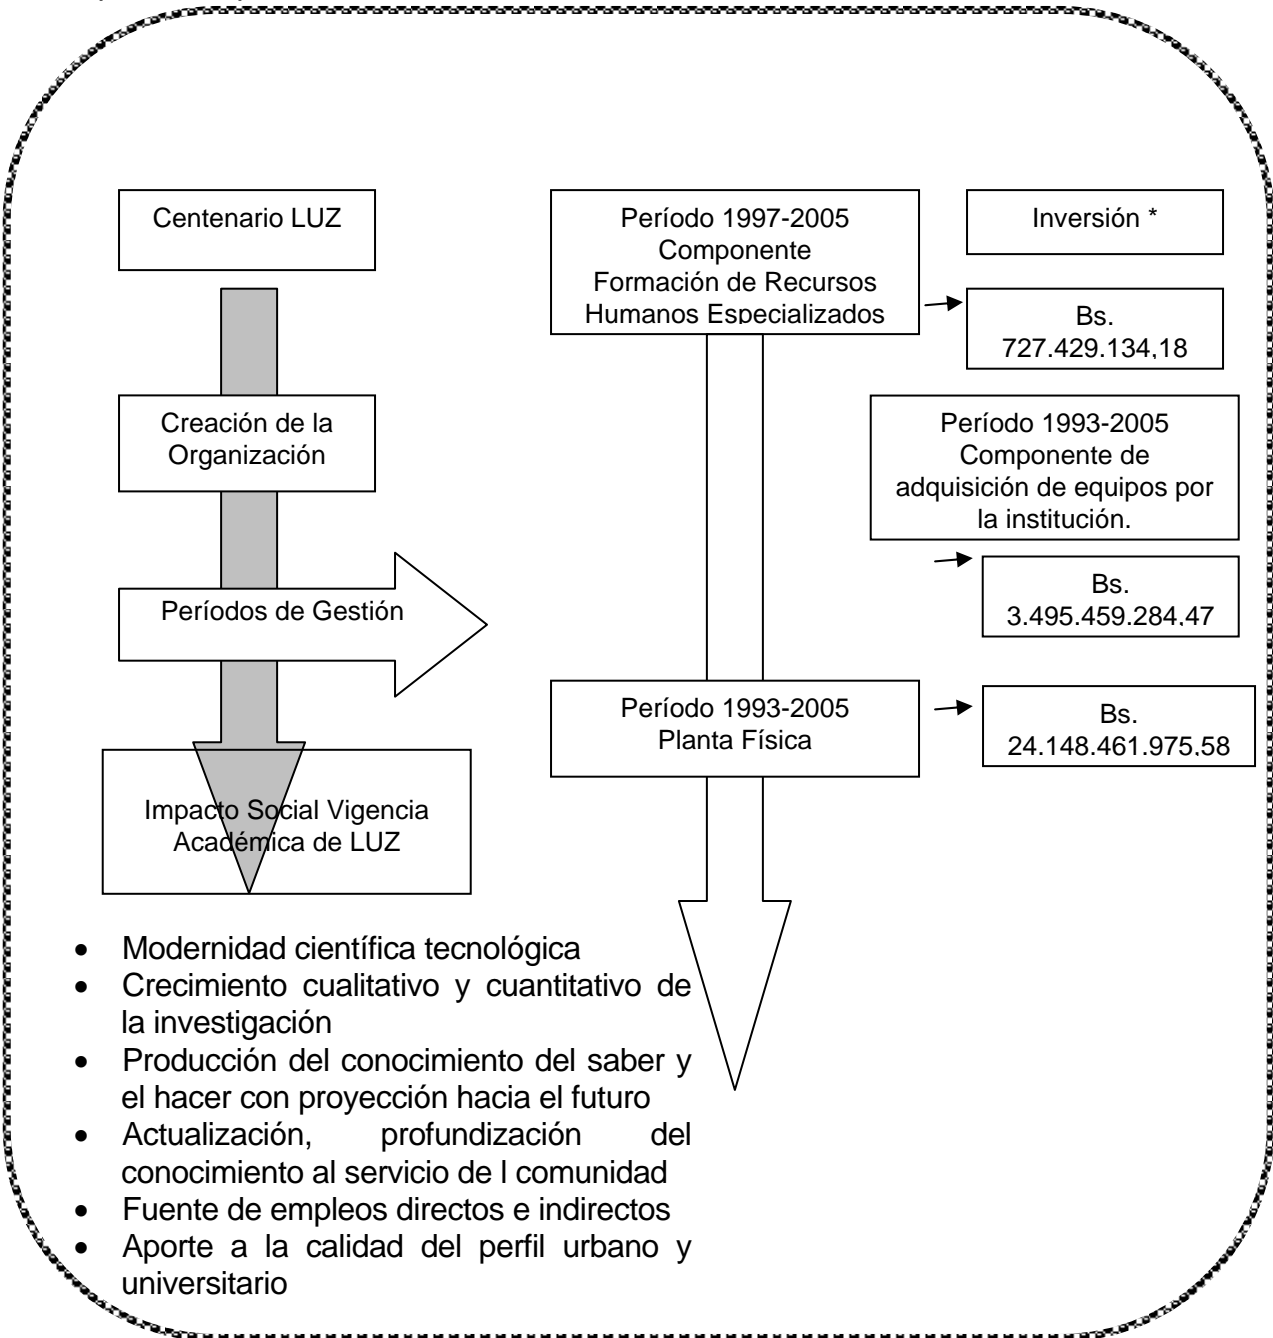 Centenario LUZ
Creación de la
Organización
Períodos de Gestión
Impacto Social Vigencia
Académica de LUZ
Período 1997-2005
Componente
Formación de Recursos
Humanos Especializados
Inversión *
Bs.
727.429.134,18
Período 1993-2005
Componente de
adquisición de equipos por
la institución.
Bs.
3.495.459.284,47
Período 1993-2005
Planta Física
Bs.
24.148.461.975,58
• Modernidad científica tecnológica
• Crecimiento cualitativo y cuantitativo de
la investigación
• Producción del conocimiento del saber y
el hacer con proyección hacia el futuro
• Actualización, profundización del
conocimiento al servicio de l comunidad
• Fuente de empleos directos e indirectos
• Aporte a la calidad del perfil urbano y
universitario